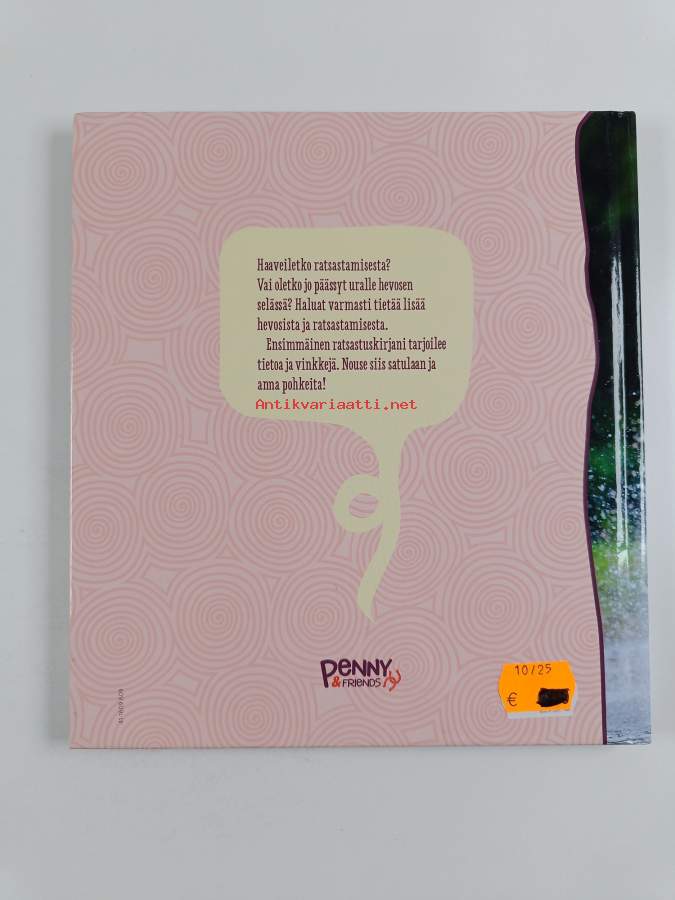 Haaveiletko ratsastamisesta?
Vai oletko jo päässyt uralle hevosen
selässä? Haluat varmasti tietää lisää
hevosista ja ratsastamisesta.
Ensimmäinen ratsastuskirjani tarjoilee
tietoa ja vinkkejä. Nouse siis satulaan ja
anna pohkeita!
Antikvariaatti.net
PENNY
& FRIENDS
10/25
€